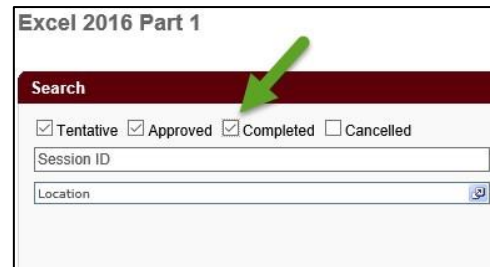 Excel 2016 Part 1
Search
Tentative Approved Completed Cancelled
Session ID
Location